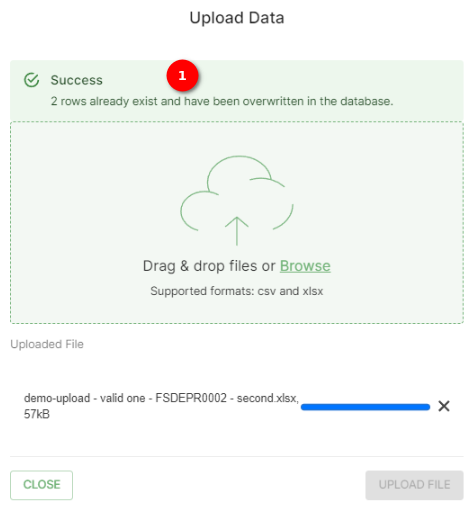 Upload Data
Success
1
2 rows already exist and have been overwritten in the database.
Drag & drop files or Browse
Supported formats: csv and xlsx
Uploaded File
demo-upload - valid one - FSDEPR0002 - second.xlsx,
57kB
CLOSE
UPLOAD FILE